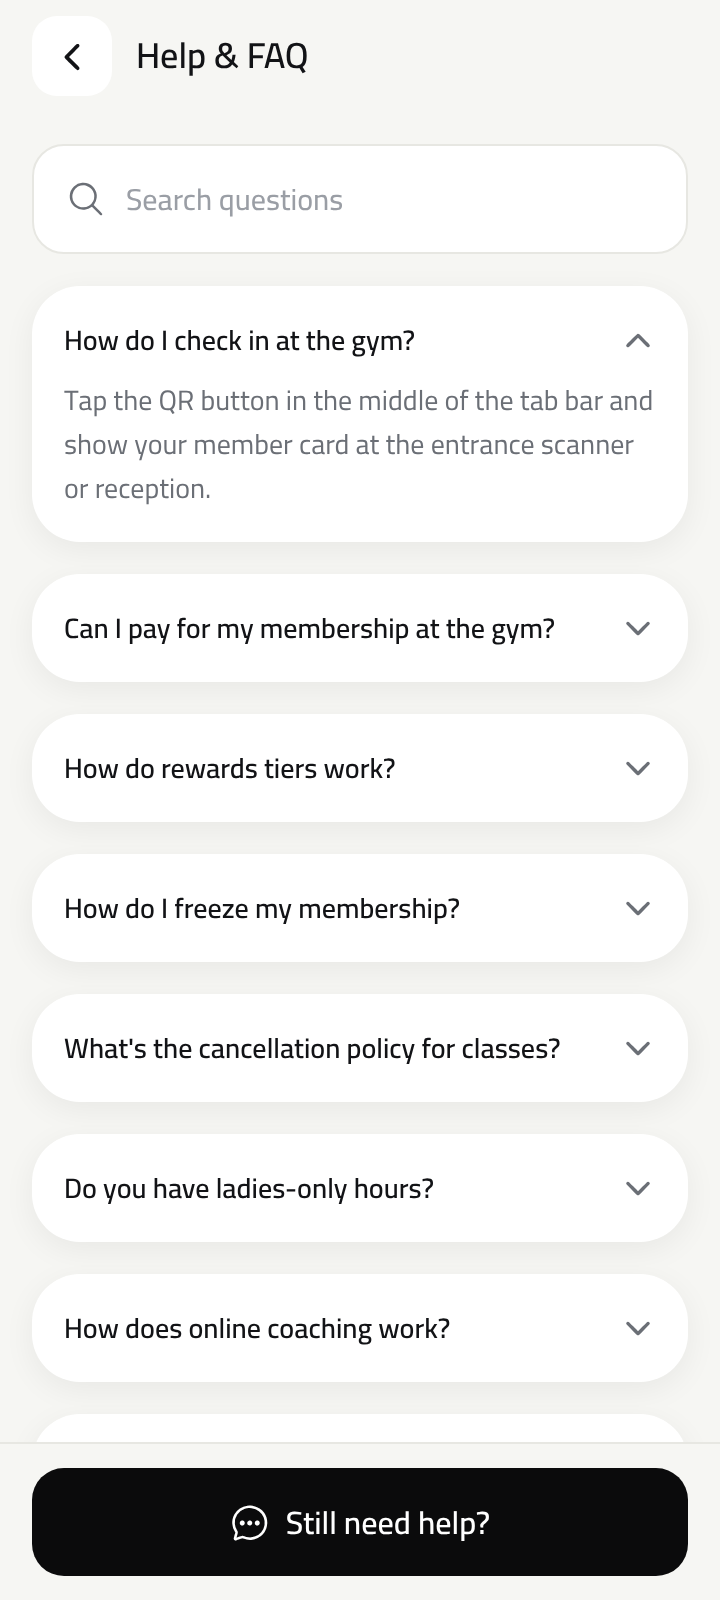 Help & FAQ
Search questions
How do I check in at the gym?
Tap the QR button in the middle of the tab bar and
show your member card at the entrance scanner
or reception.
Can I pay for my membership at the gym?
How do rewards tiers work?
How do I freeze my membership?
What's the cancellation policy for classes?
Do you have ladies-only hours?
How does online coaching work?
Still need help?